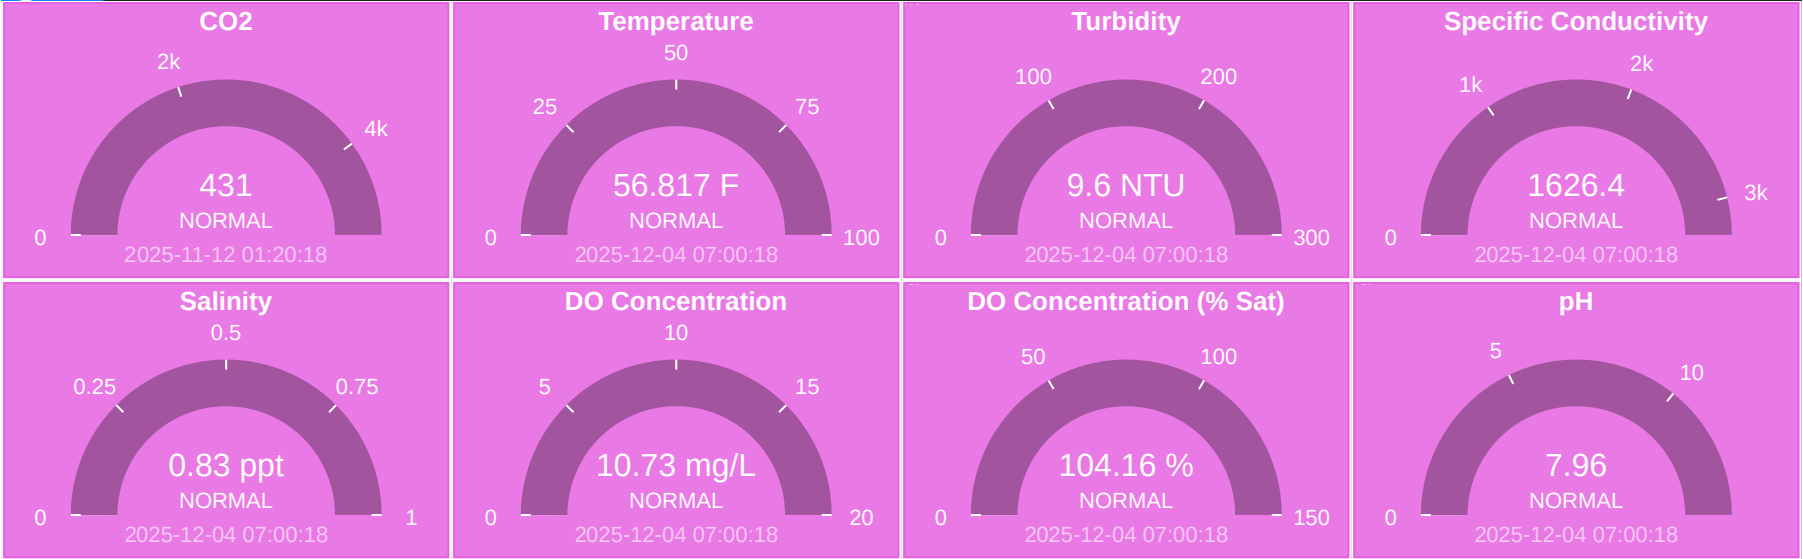 CO2
2k
4k
0
431
NORMAL
2025-11-12 01:20:18
Temperature
50
25
75
0
100
56.817 F
NORMAL
2025-12-04 07:00:18
Turbidity
100
200
0
300
9.6 NTU
NORMAL
2025-12-04 07:00:18
Specific Conductivity
2k
1k
3k
0
1626.4
NORMAL
2025-12-04 07:00:18
Salinity
0.5
0.25
0.75
0
1
0.83 ppt
NORMAL
2025-12-04 07:00:18
DO Concentration
10
5
15
0
20
10.73 mg/L
NORMAL
2025-12-04 07:00:18
DO Concentration (% Sat)
50
100
0
150
104.16 %
NORMAL
2025-12-04 07:00:18
pH
5
10
0
7.96
NORMAL
2025-12-04 07:00:18